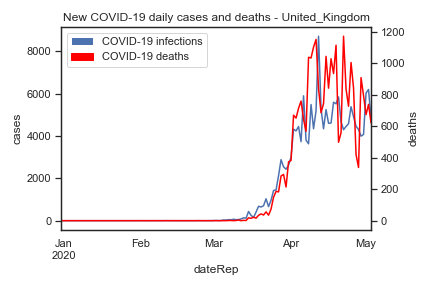 New COVID-19 daily cases and deaths - United_Kingdom
COVID-19 infections
COVID-19 deaths
cases
8000
6000
4000
2000
0
deaths
1200
1000
800
600
400
200
0
Jan
2020
Feb
Mar
Apr
May
dateRep